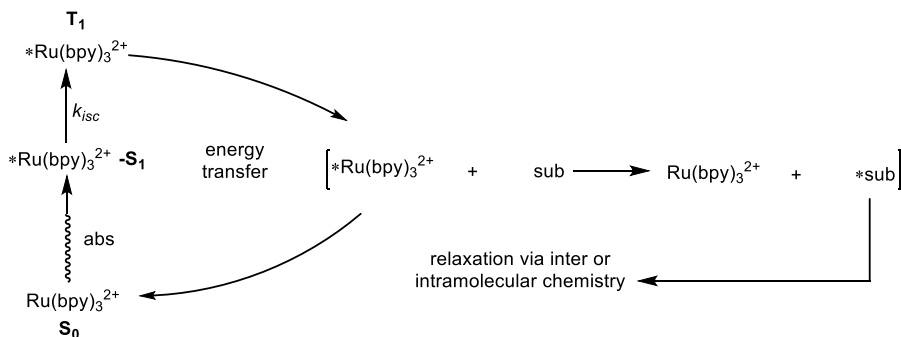 T1
*Ru(bpy)3 2+
kisc
*Ru(bpy)3 2+ -S1
energy
transfer
[*Ru(bpy)3 2+ + sub Ru(bpy)3 2+ + *sub]
abs
relaxation via inter or
intramolecular chemistry
Ru(bpy)3 2+
S0